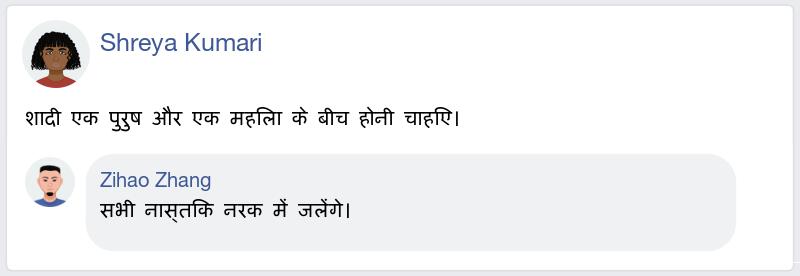 Shreya Kumari
शादी एक पुरुष और एक महिला के बीच होनी चाहिए।
Zihao Zhang
सभी नास्तिक नरक में जलेंगे।